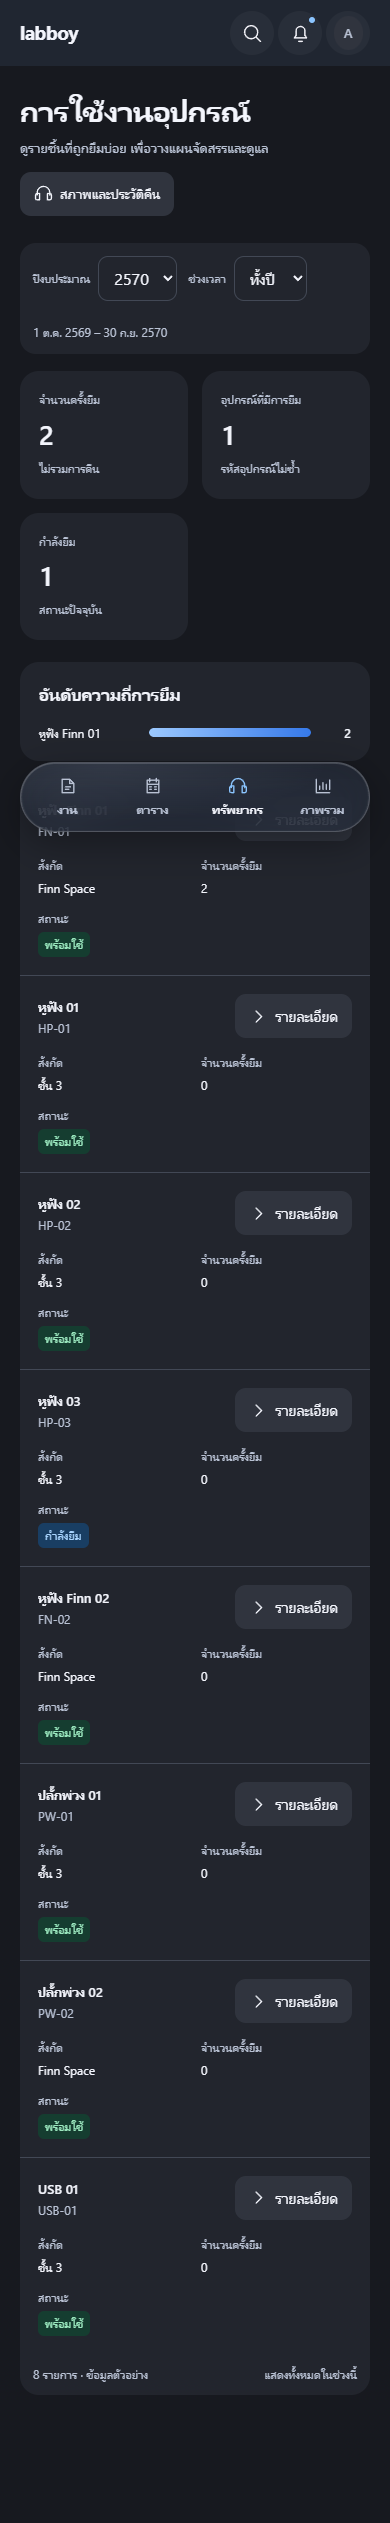 labboy
A
การใช้งานอุปกรณ์
ดูรายชิ้นที่ถูกยืมบ่อย เพื่อวางแผนจัดสรรและดูแล
สภาพและประวัติคืน
ปีงบประมาณ 2570 ช่วงเวลา ทั้งปี
1 ต.ค. 2569 – 30 ก.ย. 2570
จำนวนครั้งยืม
2
ไม่รวมการคืน
อุปกรณ์ที่มีการยืม
1
รหัสอุปกรณ์ไม่ซ้ำ
กำลังยืม
1
สถานะปัจจุบัน
อันดับความถี่การยืม
หูฟัง Finn 01 2
งาน ตาราง ทรัพยากร ภาพรวม
หูฟัง Finn 01 รายละเอียด
FN-01
สังกัด จำนวนครั้งยืม
Finn Space 2
สถานะ
พร้อมใช้
หูฟัง 01 รายละเอียด
HP-01
สังกัด จำนวนครั้งยืม
ชั้น 3 0
สถานะ
พร้อมใช้
หูฟัง 02 รายละเอียด
HP-02
สังกัด จำนวนครั้งยืม
ชั้น 3 0
สถานะ
พร้อมใช้
หูฟัง 03 รายละเอียด
HP-03
สังกัด จำนวนครั้งยืม
ชั้น 3 0
สถานะ
กำลังยืม
หูฟัง Finn 02 รายละเอียด
FN-02
สังกัด จำนวนครั้งยืม
Finn Space 0
สถานะ
พร้อมใช้
ปลั๊กพ่วง 01 รายละเอียด
PW-01
สังกัด จำนวนครั้งยืม
ชั้น 3 0
สถานะ
พร้อมใช้
ปลั๊กพ่วง 02 รายละเอียด
PW-02
สังกัด จำนวนครั้งยืม
Finn Space 0
สถานะ
พร้อมใช้
USB 01 รายละเอียด
USB-01
สังกัด จำนวนครั้งยืม
ชั้น 3 0
สถานะ
พร้อมใช้
8 รายการ · ข้อมูลตัวอย่าง แสดงทั้งหมดในช่วงนี้